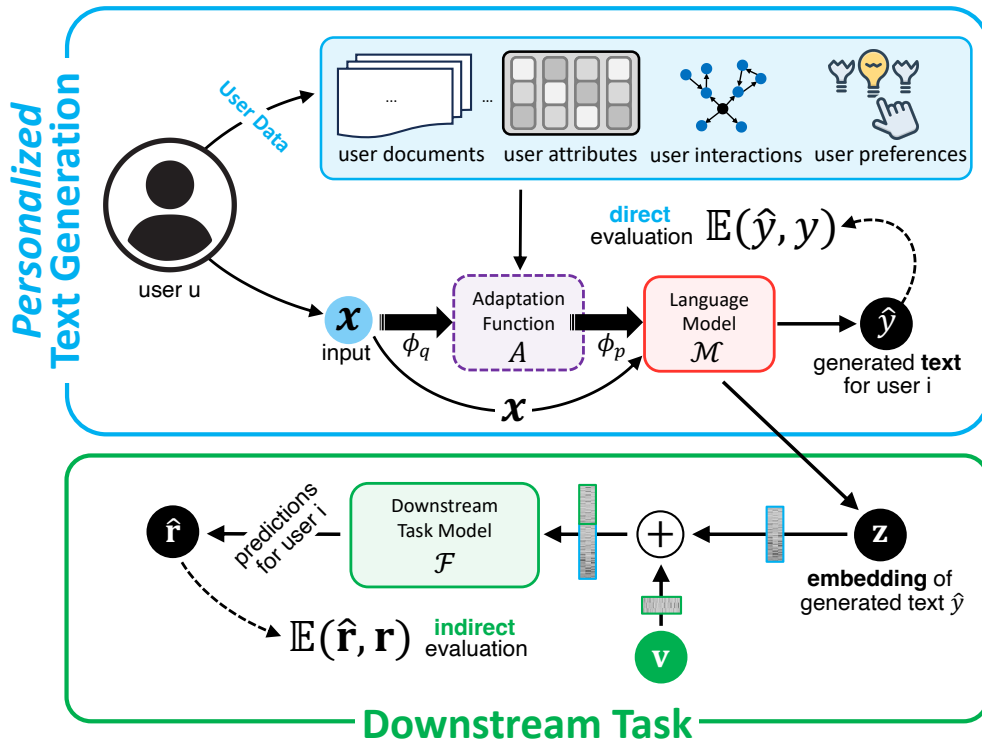 Personalized
Text Generation
User Data
...
...
user documents
user attributes
user interactions
user preferences
user u
direct
evaluation
𝔼(ŷ, y)
x
input
ϕq
Adaptation
Function
A
ϕp
Language
Model
ℳ
ŷ
generated text
for user i
x
r̂
predictions
for user i
Downstream
Task Model
ℱ
+
z
embedding of
generated text ŷ
𝔼(r̂, r)
indirect
evaluation
v
Downstream Task